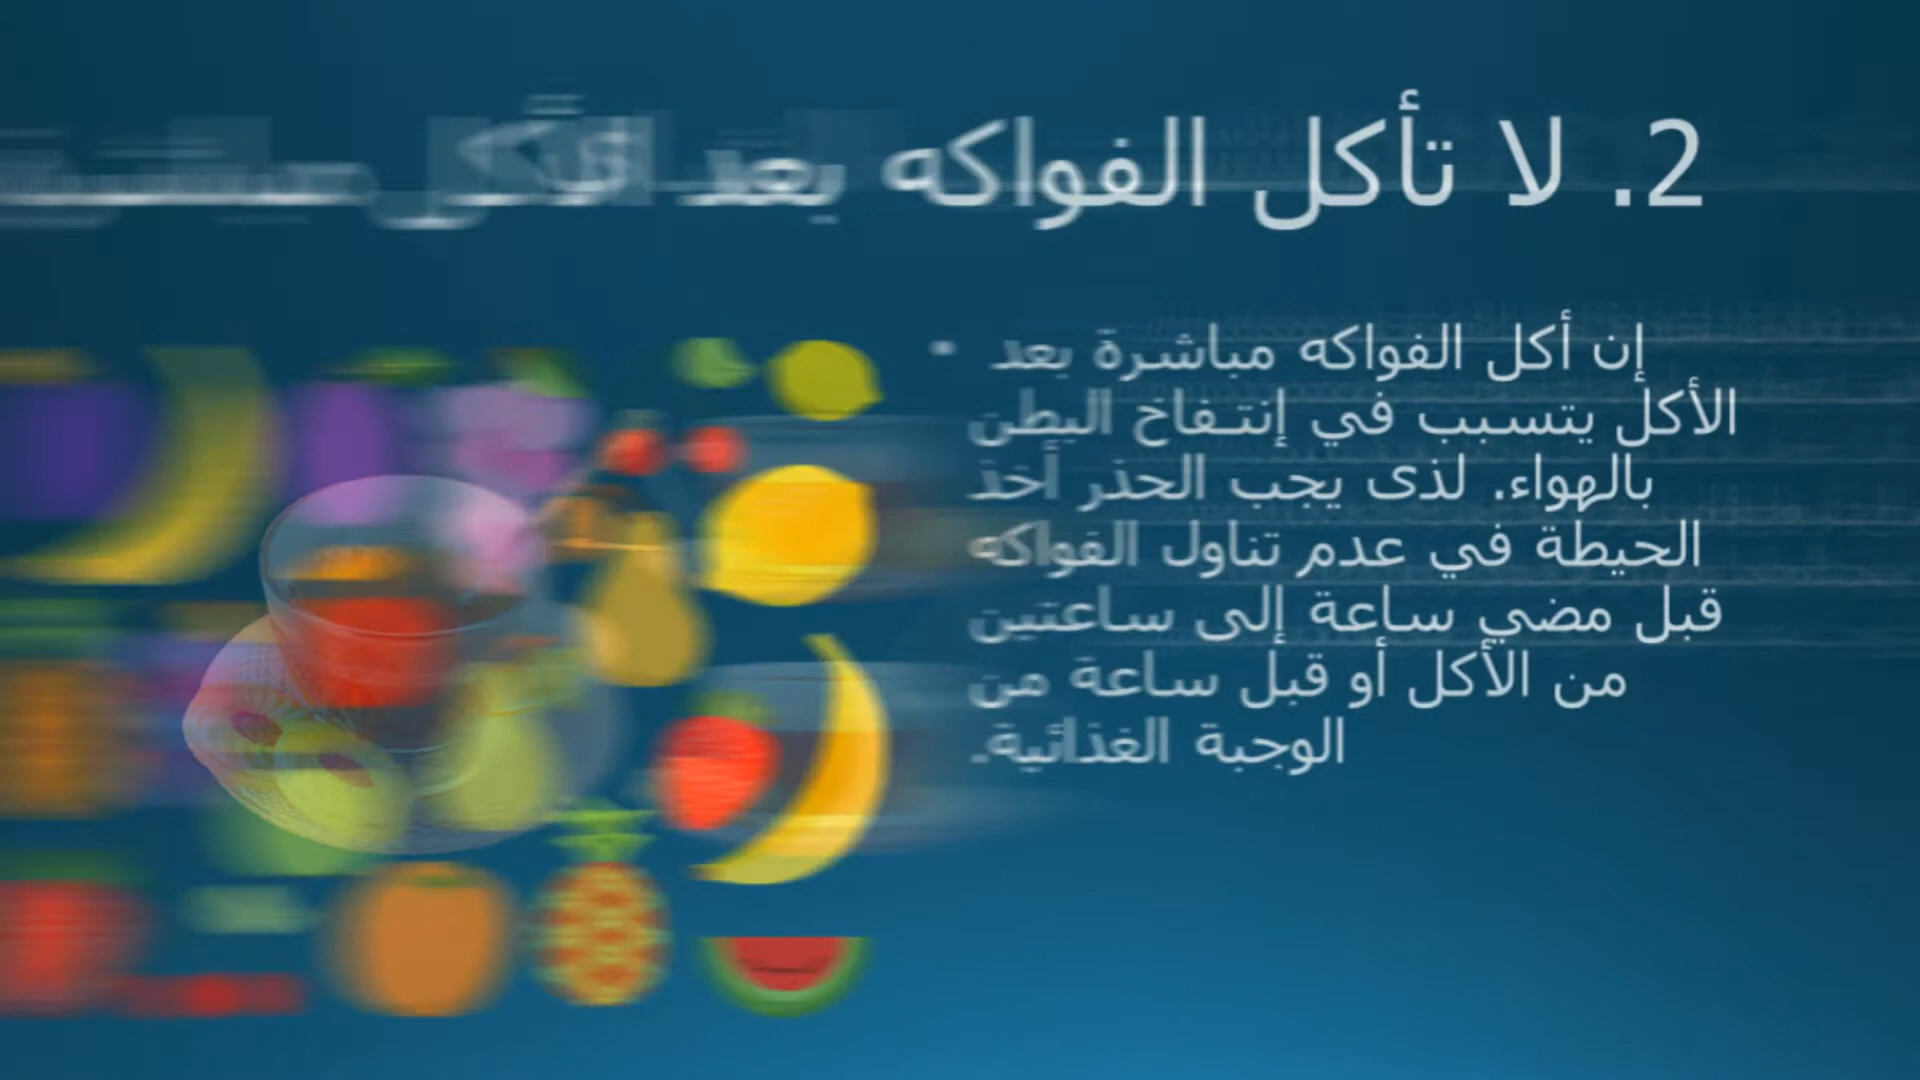 2. لا تأكل الفواكه بعد الأكل
إن أكل الفواكه مباشرة بعد
الأكل يتسبب في إنتفاخ البطن
بالهواء. لذى يجب الحذر أخذ
الحيطة في عدم تناول الفواكه
قبل مضي ساعة إلى ساعتين
من الأكل أو قبل ساعة من
الوجبة الغذائية.